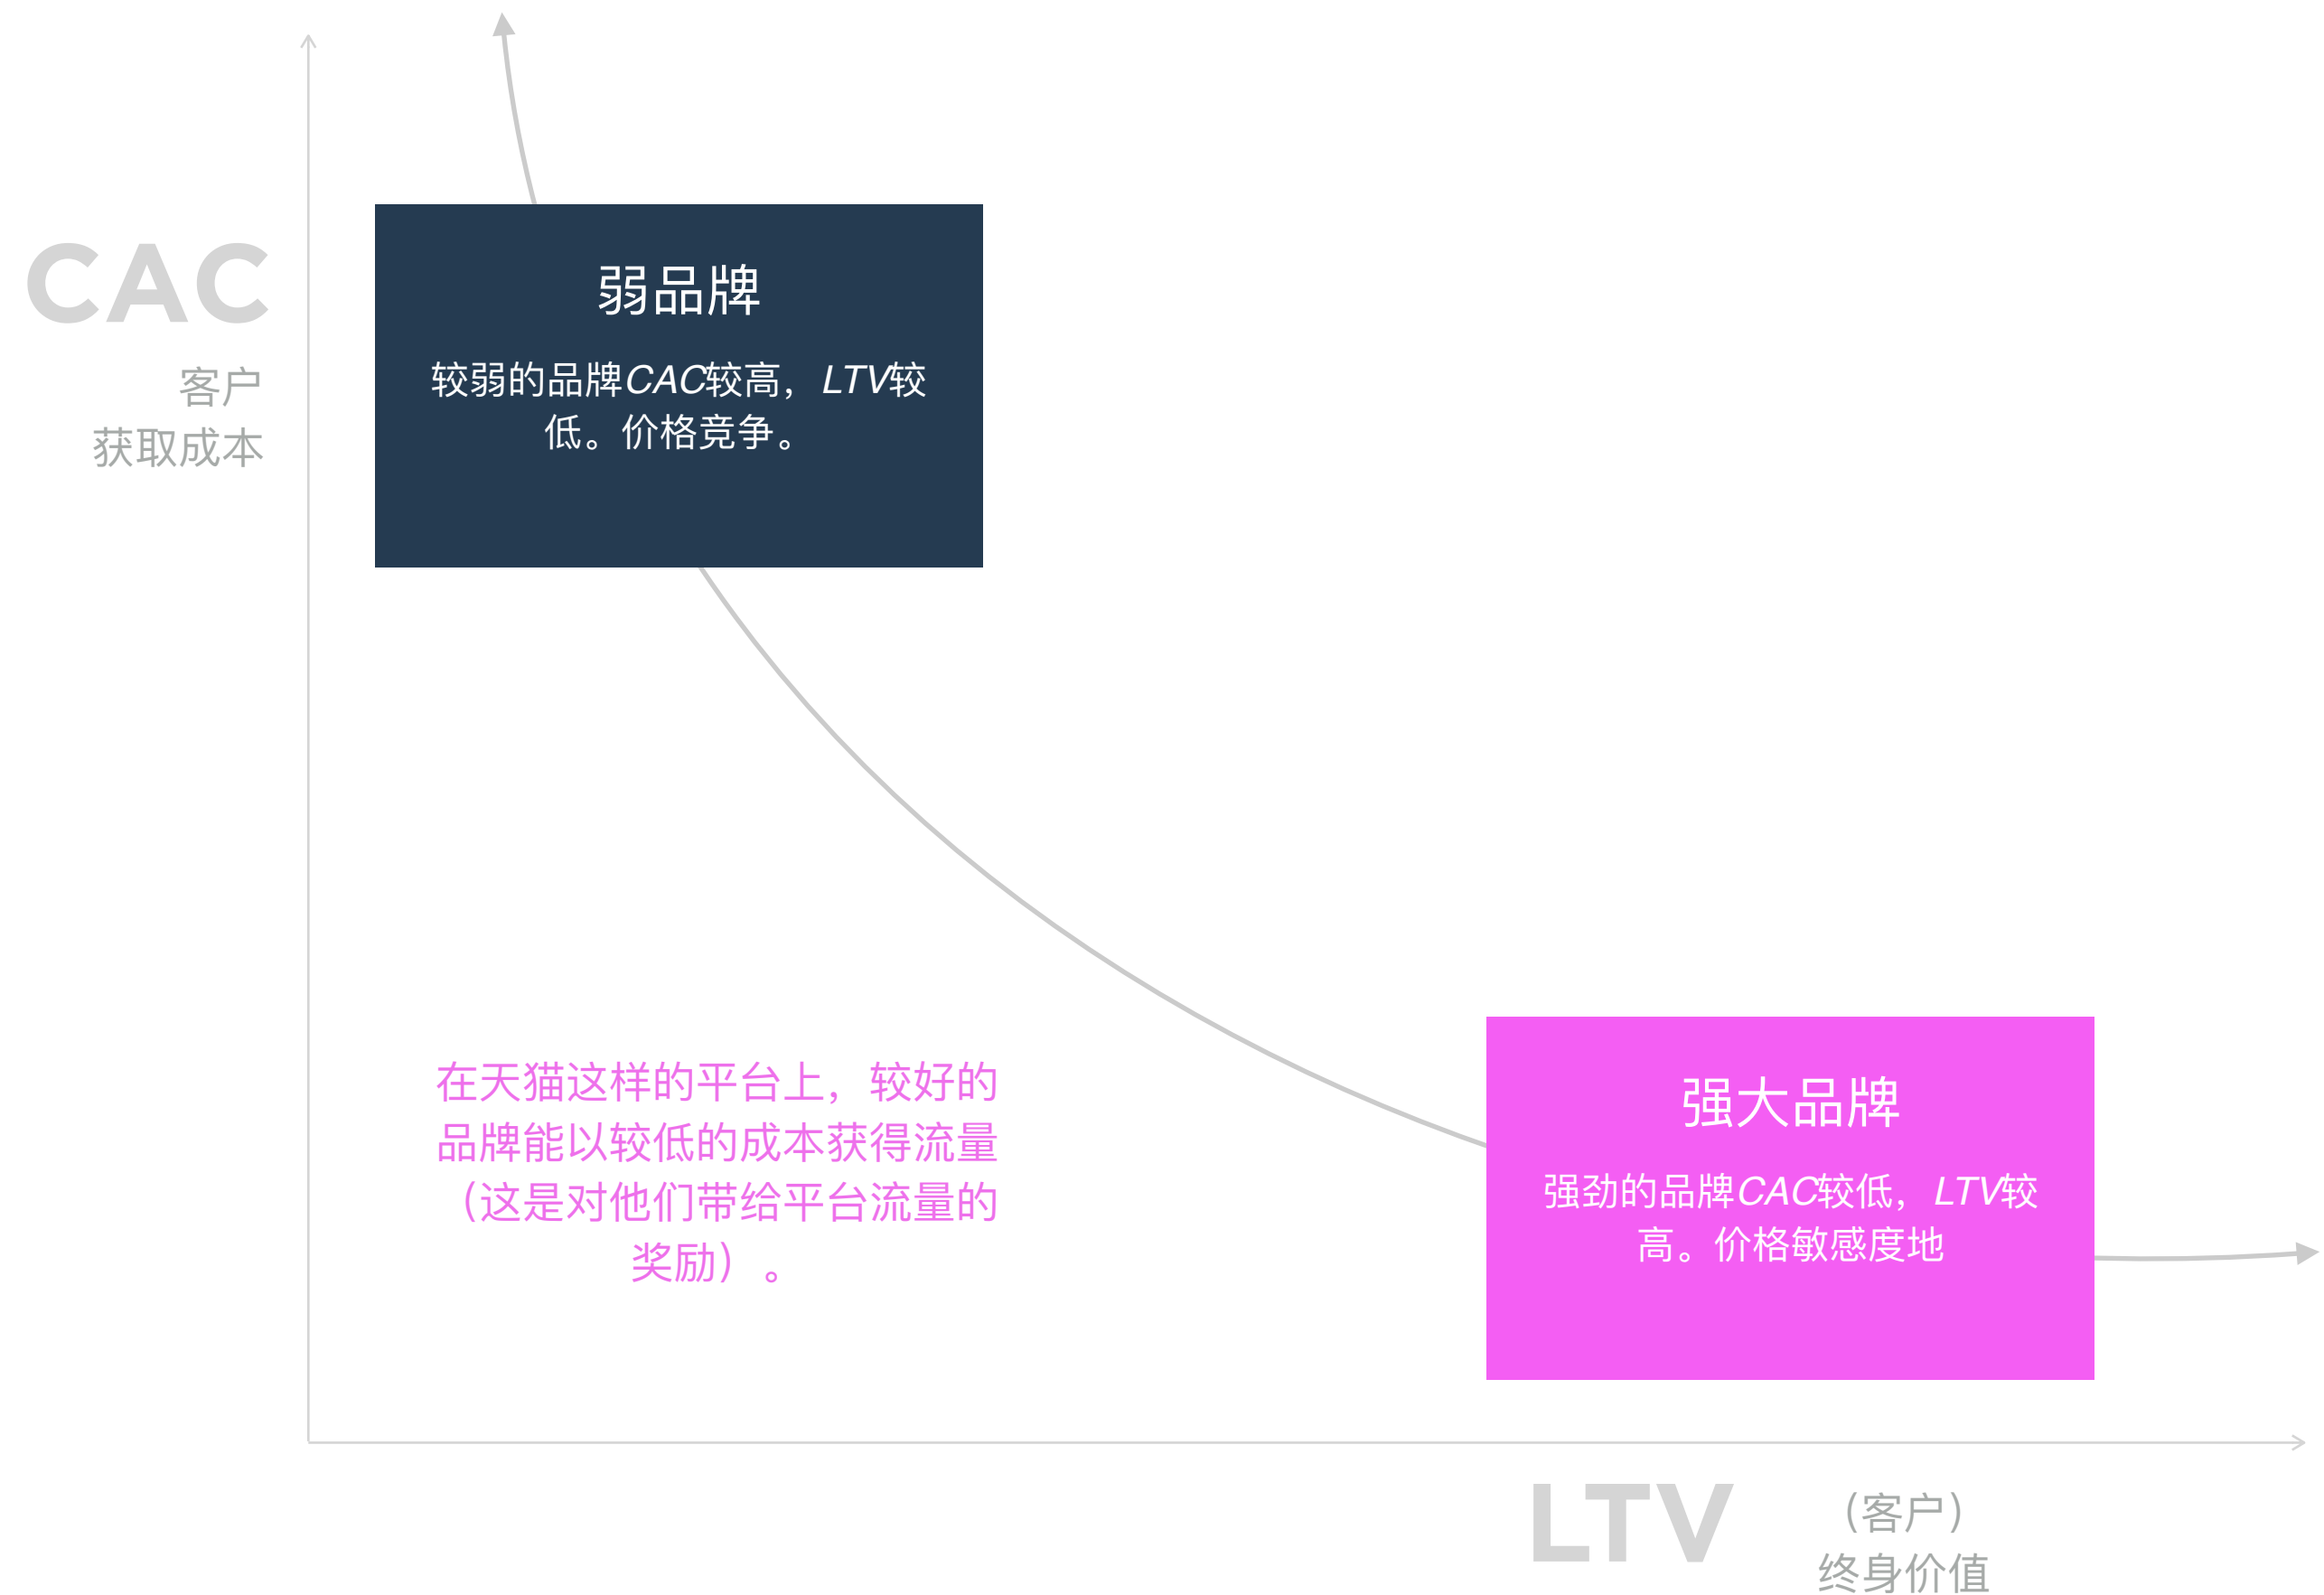 CAC
客户
获取成本
弱品牌
较弱的品牌CAC较高，LTV较
低。价格竞争。
在天猫这样的平台上，较好的
品牌能以较低的成本获得流量
（这是对他们带给平台流量的
奖励）。
强大品牌
强劲的品牌CAC较低，LTV较
高。价格敏感度地
LTV
（客户）
终身价值